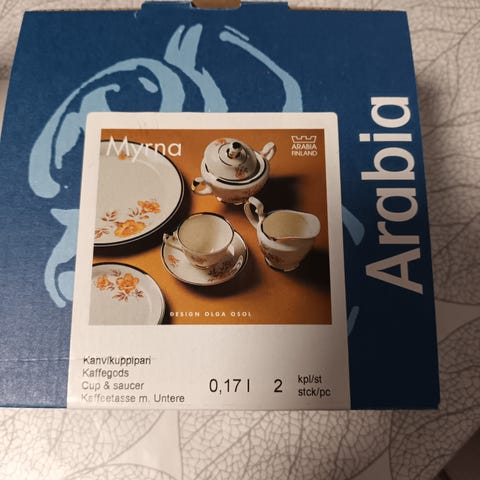 Myrna
ARABIA
FINLAND
DESIGN OLGA OSOL
Kahvikuppipari
Kaffegods
Cup & saucer
Kaffeetasse m. Untere
0,17 l 2 kpl/st
stck/pc
Arabia